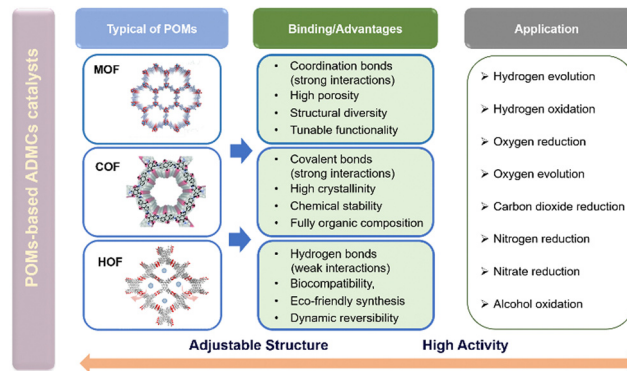 POMs-based ADMCs catalysts
Typical of POMs
Binding/Advantages
Application
MOF
• Coordination bonds
(strong interactions)
• High porosity
• Structural diversity
• Tunable functionality
COF
• Covalent bonds
(strong interactions)
• High crystallinity
• Chemical stability
• Fully organic composition
HOF
• Hydrogen bonds
(weak interactions)
• Biocompatibility,
• Eco-friendly synthesis
• Dynamic reversibility
➢ Hydrogen evolution
➢ Hydrogen oxidation
➢ Oxygen reduction
➢ Oxygen evolution
➢ Carbon dioxide reduction
➢ Nitrogen reduction
➢ Nitrate reduction
➢ Alcohol oxidation
Adjustable Structure
High Activity